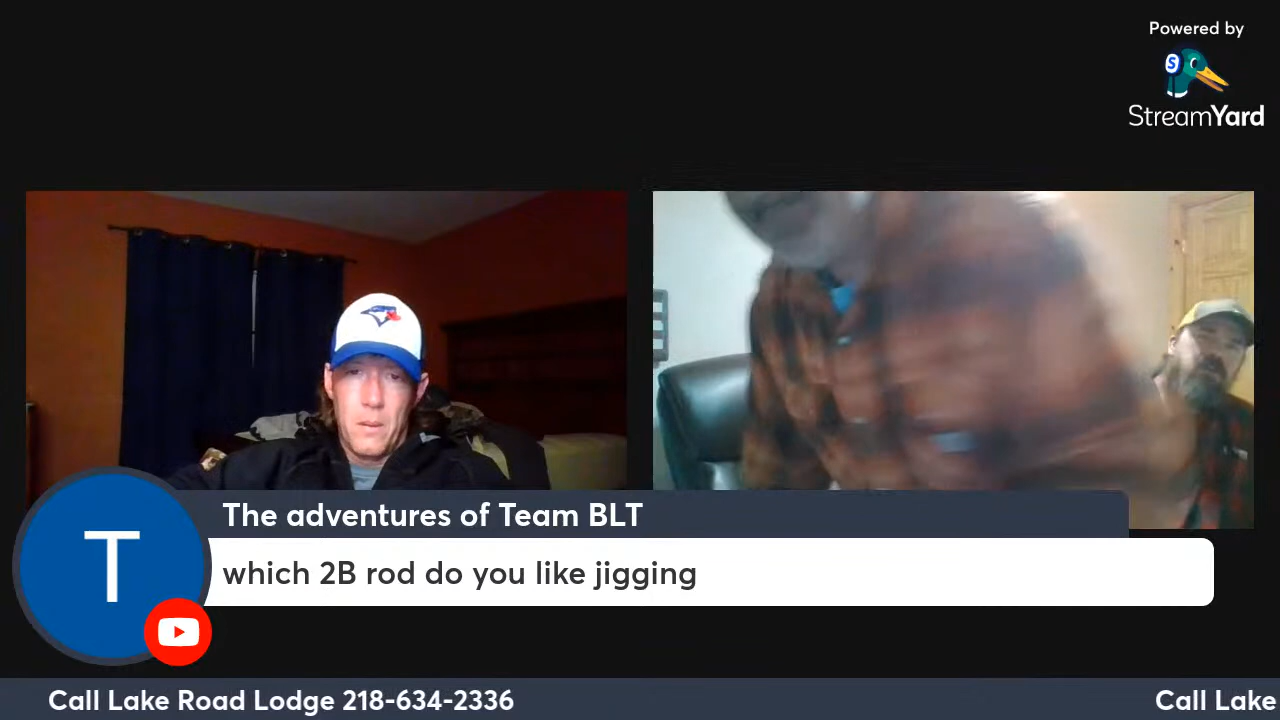 Powered by
S
StreamYard
The adventures of Team BLT
T
which 2B rod do you like jigging
Call Lake Road Lodge 218-634-2336
Call Lake